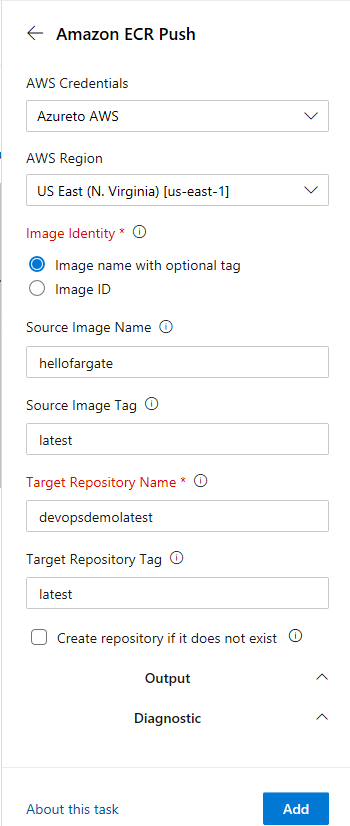 Amazon ECR Push
AWS Credentials
Azureto AWS
AWS Region
US East (N. Virginia) [us-east-1]
Image Identity *
Image name with optional tag
Image ID
Source Image Name
hellofargate
Source Image Tag
latest
Target Repository Name *
devopsdemolatest
Target Repository Tag
latest
Create repository if it does not exist
Output
Diagnostic
About this task
Add